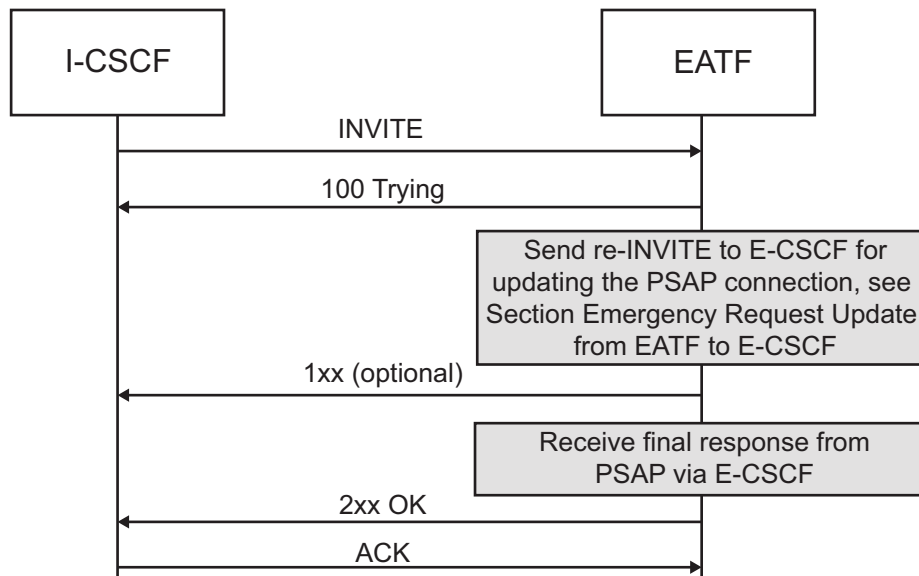 I-CSCF
EATF
INVITE
100 Trying
Send re-INVITE to E-CSCF for
updating the PSAP connection, see
Section Emergency Request Update
from EATF to E-CSCF
1xx (optional)
Receive final response from
PSAP via E-CSCF
2xx OK
ACK